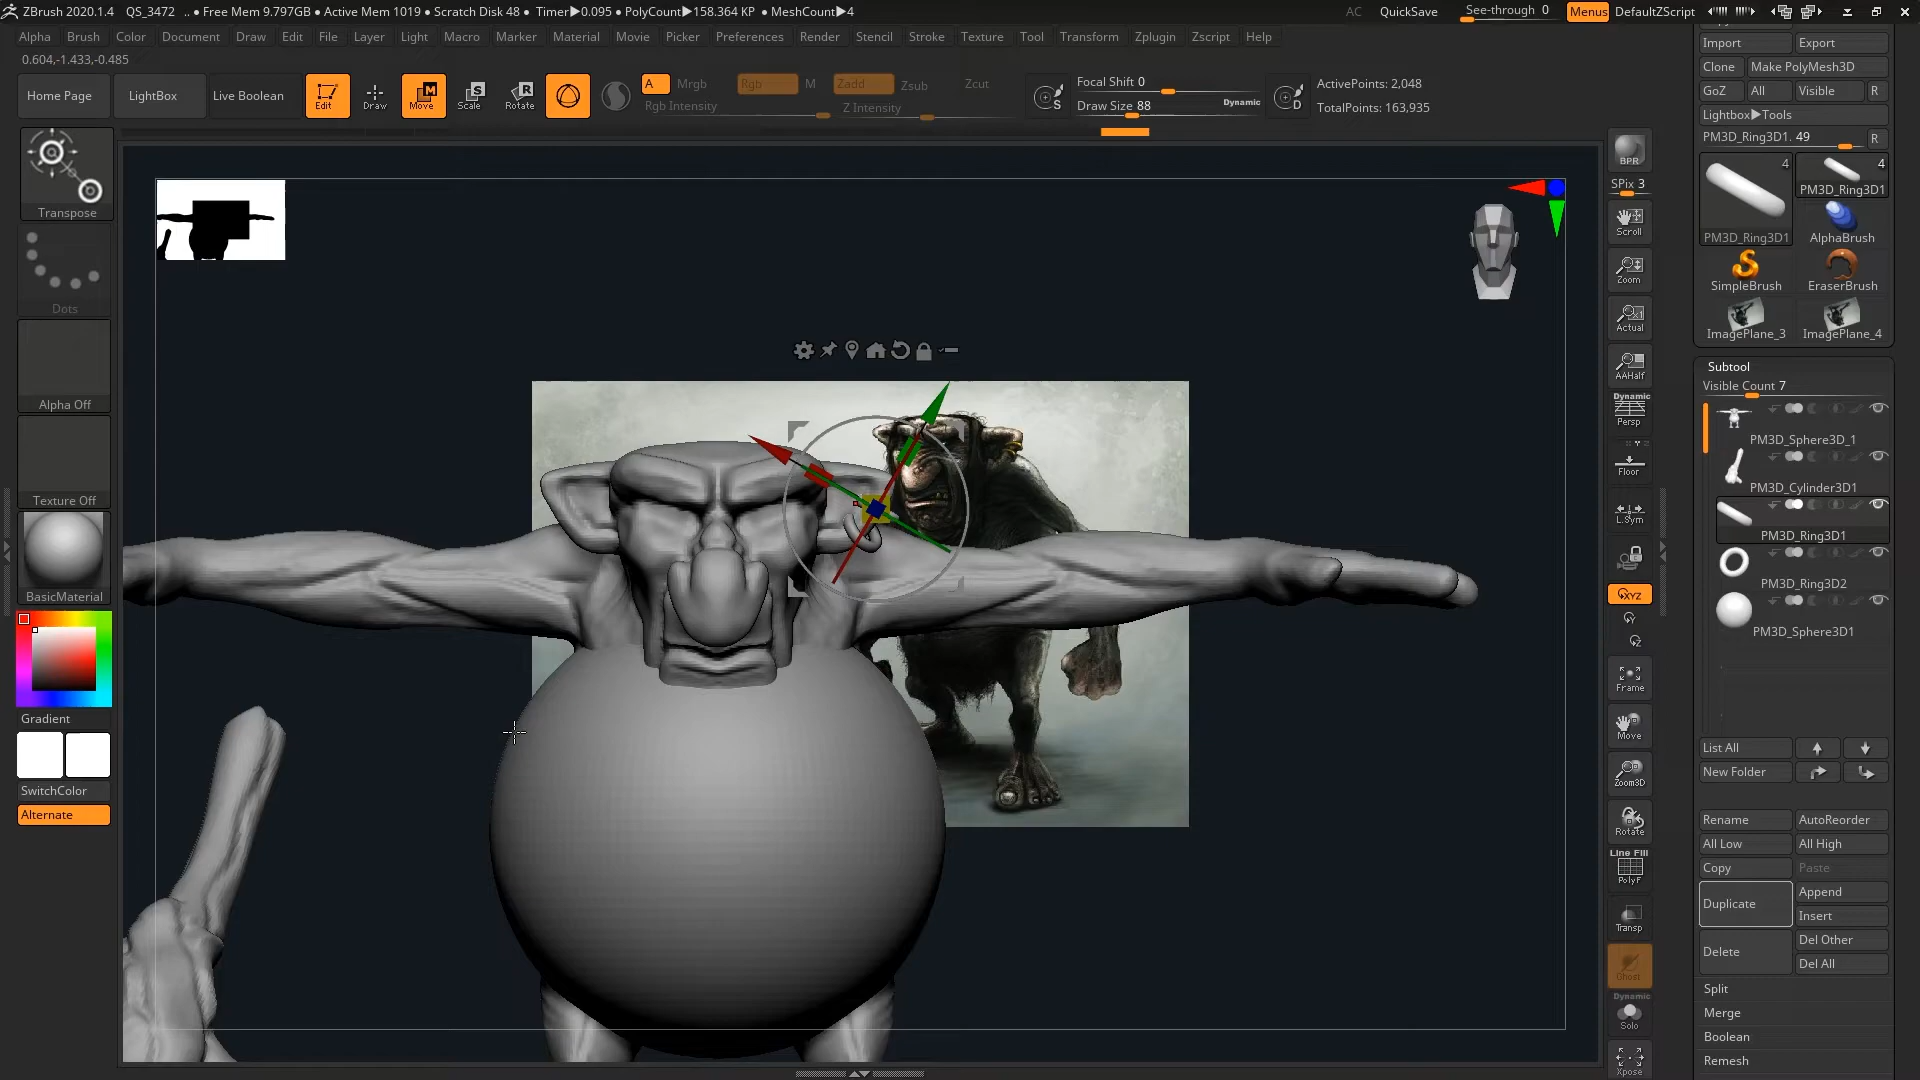 ZBrush 2020.1.4 QS_3472 .. • Free Mem 9.797GB • Active Mem 1019 • Scratch Disk 48 • Timer▶0.095 • PolyCount▶158.364 KP • MeshCount▶4 AC QuickSave See-through 0 Menus DefaultZScript
Alpha Brush Color Document Draw Edit File Layer Light Macro Marker Material Movie Picker Preferences Render Stencil Stroke Texture Tool Transform Zplugin Zscript Help
0.604,-1.433,-0.485
Home Page LightBox Live Boolean Edit Draw Move Scale Rotate A Mrgb Rgb M Zadd Zsub Zcut
Rgb Intensity Z Intensity
S Focal Shift 0
Draw Size 88 Dynamic D
ActivePoints: 2,048
TotalPoints: 163,935
Transpose
Dots
Alpha Off
Texture Off
BasicMaterial
Gradient
SwitchColor
Alternate
BPR
SPix 3
Scroll
Zoom
Actual
AAHalf
Dynamic
Persp
Floor
L.Sym
XYZ
Y
Z
Frame
Move
Zoom3D
Rotate
Line Fill
PolyF
Transp
Ghost
Dynamic
Solo
Xpose
Import Export
Clone Make PolyMesh3D
GoZ All Visible R
Lightbox▶Tools
PM3D_Ring3D1. 49 R
4 4
PM3D_Ring3D1
PM3D_Ring3D1 AlphaBrush
SimpleBrush EraserBrush
ImagePlane_3 ImagePlane_4
Subtool
Visible Count 7
PM3D_Sphere3D_1
PM3D_Cylinder3D1
PM3D_Ring3D1
PM3D_Ring3D2
PM3D_Sphere3D1
List All
New Folder
Rename AutoReorder
All Low All High
Copy Paste
Duplicate Append
Insert
Delete Del Other
Del All
Split
Merge
Boolean
Remesh